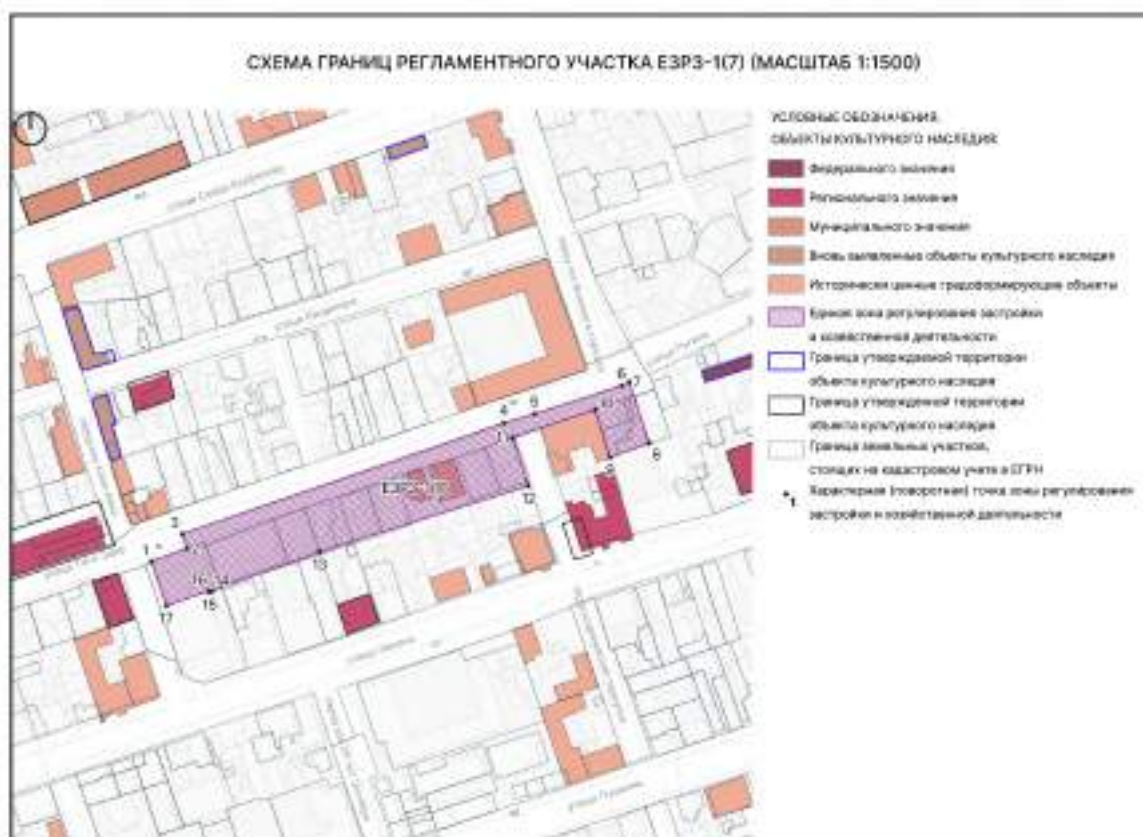 СХЕМА ГРАНИЦ РЕГЛАМЕНТНОГО УЧАСТКА ЕЗРЗ-1(7) (МАСШТАБ 1:1500)
УСЛОВНЫЕ ОБОЗНАЧЕНИЯ:
ОБЪЕКТЫ КУЛЬТУРНОГО НАСЛЕДИЯ:
Федерального значения
Регионального значения
Муниципального значения
Вновь выявленные объекты культурного наследия
Исторически ценные градоформирующие объекты
Единая зона регулирования застройки
и хозяйственной деятельности
Граница утверждаемой территории
объекта культурного наследия
Граница утверждённой территории
объекта культурного наследия
Граница земельных участков,
стоящих на кадастровом учете в ЕГРН
1
Характерная (поворотная) точка зоны регулирования
застройки и хозяйственной деятельности
6
7
5
4
10
11
8
9
12
3
1
13
14
16
15
17